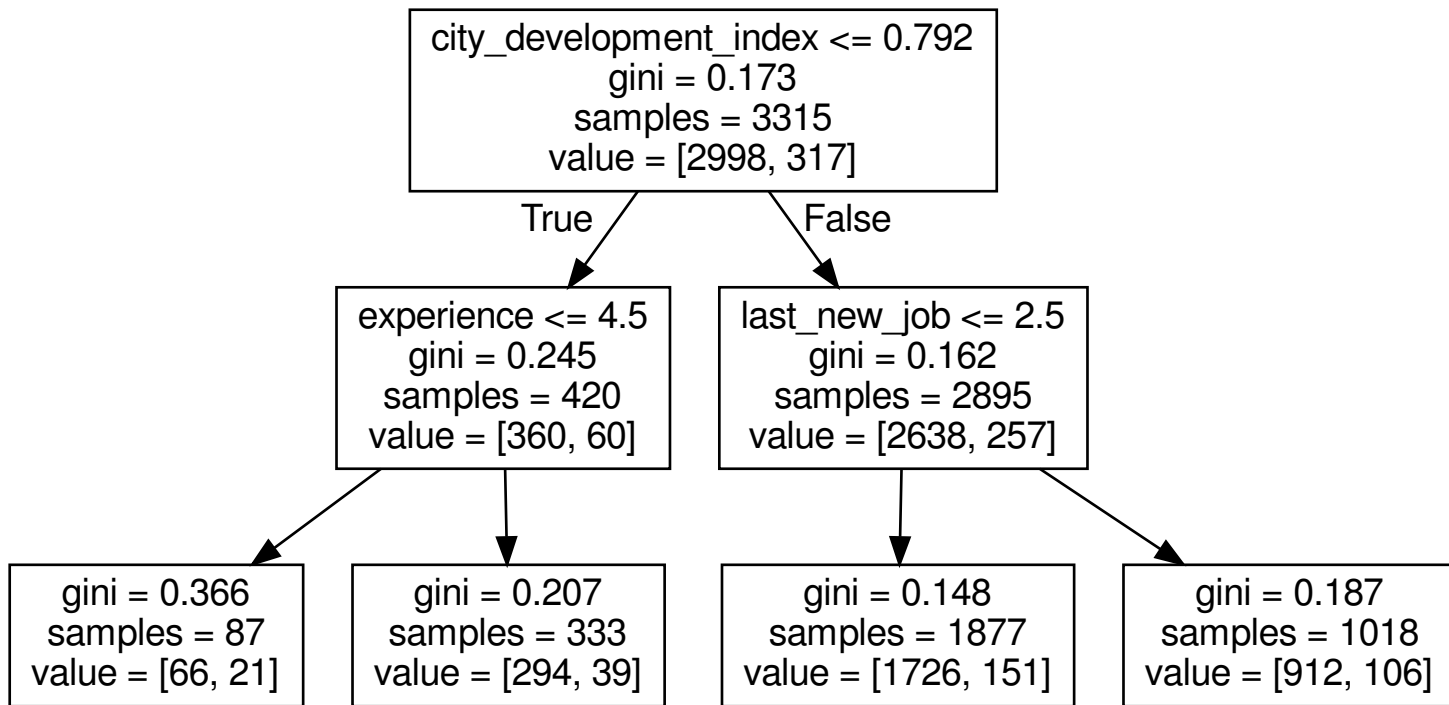 city_development_index <= 0.792
gini = 0.173
samples = 3315
value = [2998, 317]
True
False
experience <= 4.5
gini = 0.245
samples = 420
value = [360, 60]
last_new_job <= 2.5
gini = 0.162
samples = 2895
value = [2638, 257]
gini = 0.366
samples = 87
value = [66, 21]
gini = 0.207
samples = 333
value = [294, 39]
gini = 0.148
samples = 1877
value = [1726, 151]
gini = 0.187
samples = 1018
value = [912, 106]